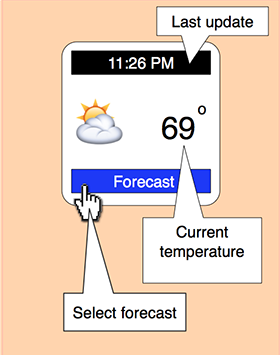 Last update
11:26 PM
69°
Forecast
Current
temperature
Select forecast